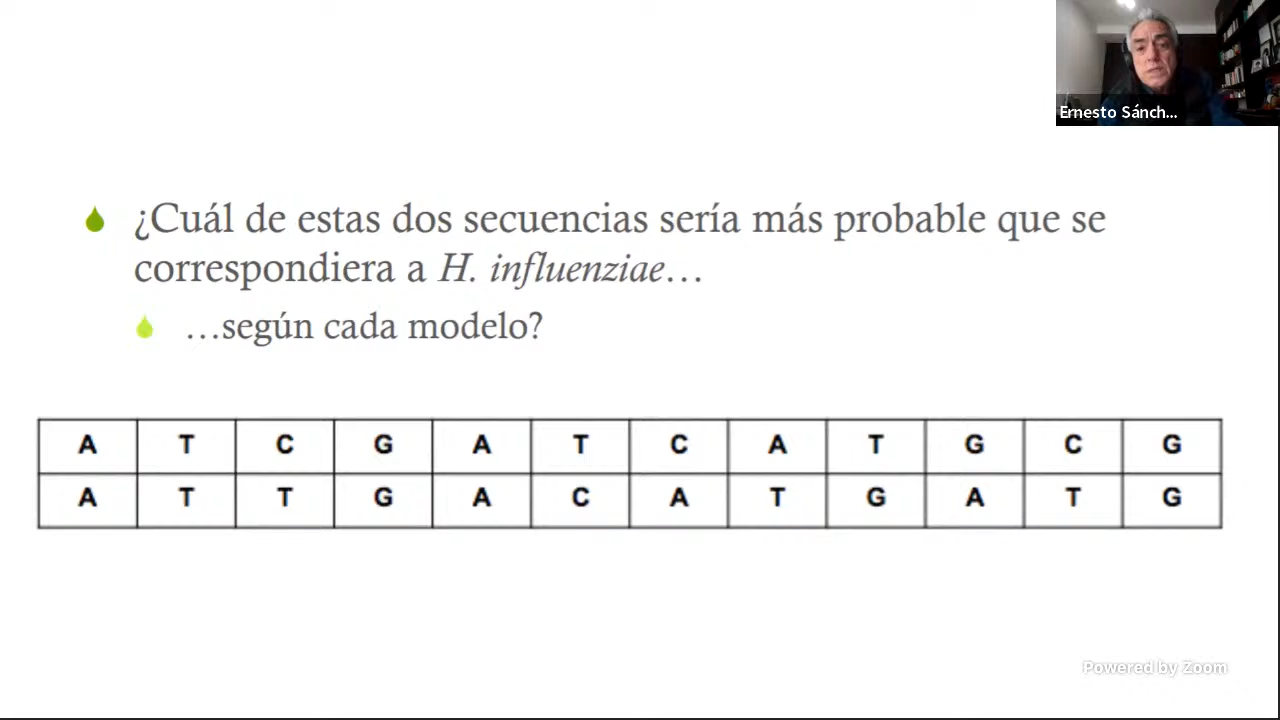 Ernesto Sánch...
¿Cuál de estas dos secuencias sería más probable que se
correspondiera a H. influenziae…
…según cada modelo?
A T C G A T C A T G C G
A T T G A C A T G A T G
Powered by Zoom